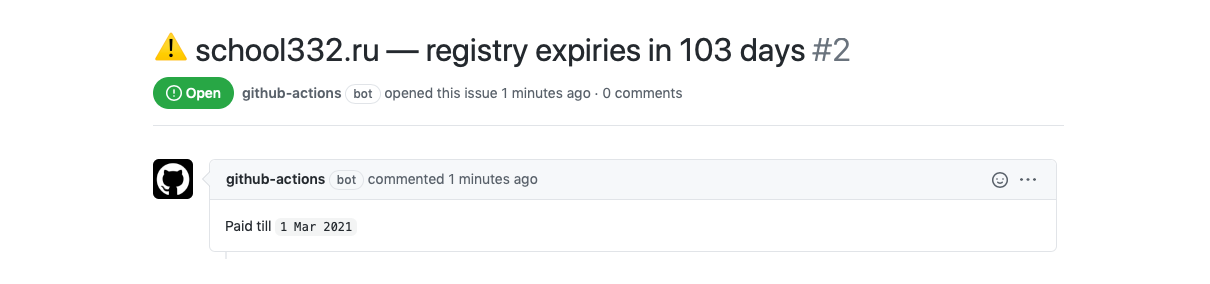 ⚠️ school332.ru — registry expiries in 103 days #2
Open github-actions bot opened this issue 1 minutes ago · 0 comments
github-actions bot commented 1 minutes ago
Paid till 1 Mar 2021